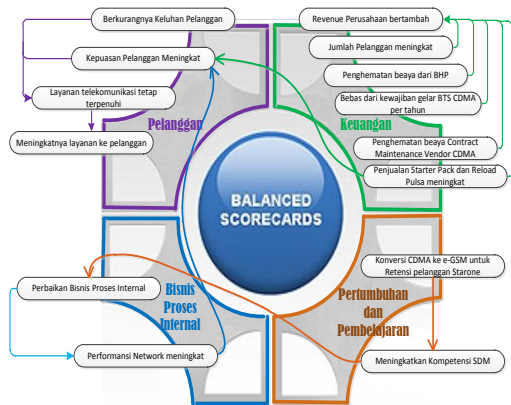 Berkurangnya Keluhan Pelanggan
Revenue Perusahaan bertambah
Jumlah Pelanggan meningkat
Kepuasan Pelanggan Meningkat
Penghematan beaya dari BHP
Layanan telekomunikasi tetap
terpenuhi
Bebas dari kewajiban gelar BTS CDMA
per tahun
Pelanggan
Keuangan
Meningkatnya layanan ke pelanggan
Penghematan beaya Contract
Maintenance Vendor CDMA
Penjualan Starter Pack dan Reload
Pulsa meningkat
BALANCED
SCORECARDS
Konversi CDMA ke e-GSM untuk
Retensi pelanggan Starone
Perbaikan Bisnis Proses Internal
Bisnis
Proses
Internal
Pertumbuhan
dan
Pembelajaran
Performansi Network meningkat
Meningkatkan Kompetensi SDM